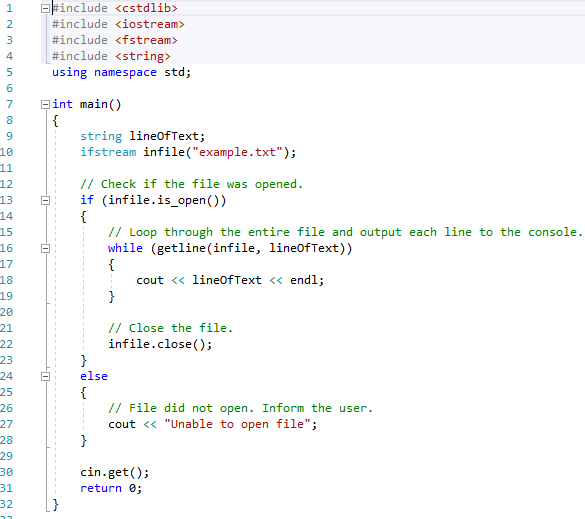 1 #include <cstdlib>
2 #include <iostream>
3 #include <fstream>
4 #include <string>
5 using namespace std;
6
7 int main()
8 {
9 string lineOfText;
10 ifstream infile("example.txt");
11
12 // Check if the file was opened.
13 if (infile.is_open())
14 {
15 // Loop through the entire file and output each line to the console.
16 while (getline(infile, lineOfText))
17 {
18 cout << lineOfText << endl;
19 }
20
21 // Close the file.
22 infile.close();
23 }
24 else
25 {
26 // File did not open. Inform the user.
27 cout << "Unable to open file";
28 }
29
30 cin.get();
31 return 0;
32 }